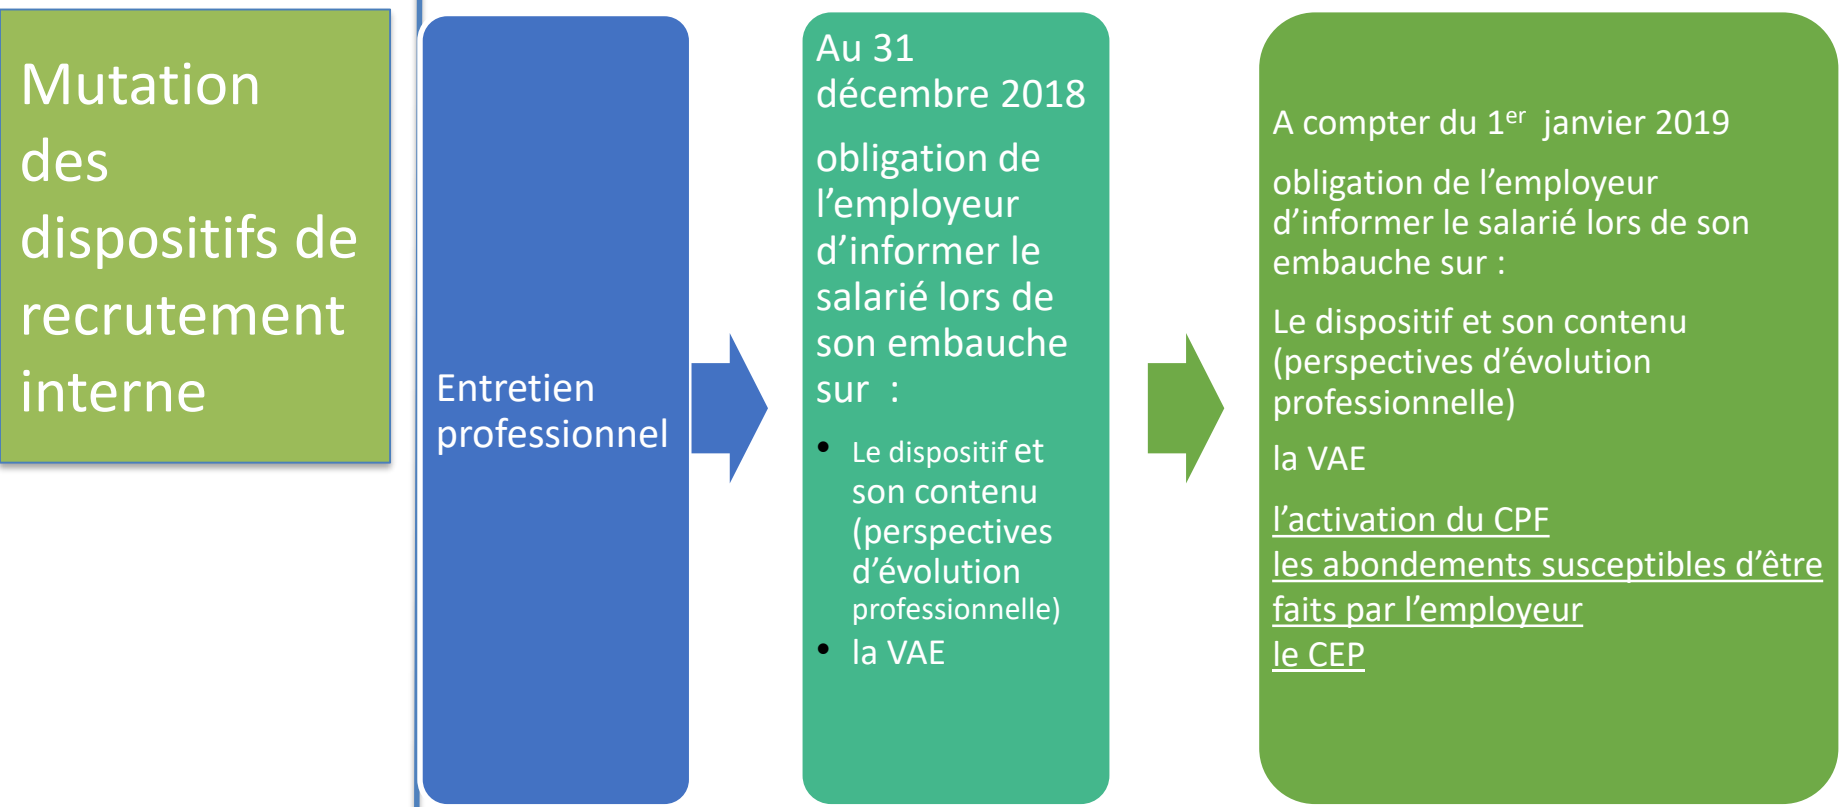 Mutation
des
dispositifs de
recrutement
interne
Entretien
professionnel
Au 31
décembre 2018
obligation de
l’employeur
d’informer le
salarié lors de
son embauche
sur  :
• Le dispositif et
son contenu
(perspectives
d’évolution
professionnelle)
• la VAE
A compter du 1er  janvier 2019
obligation de l’employeur
d’informer le salarié lors de son
embauche sur :
Le dispositif et son contenu
(perspectives d’évolution
professionnelle)
la VAE
l’activation du CPF
les abondements susceptibles d’être
faits par l’employeur
le CEP